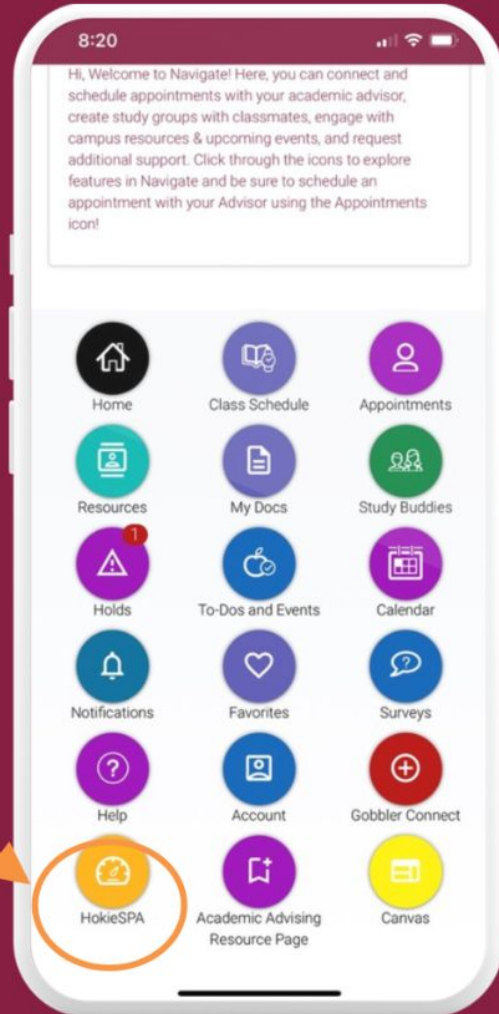 8:20
Hi, Welcome to Navigate! Here, you can connect and
schedule appointments with your academic advisor,
create study groups with classmates, engage with
campus resources & upcoming events, and request
additional support. Click through the icons to explore
features in Navigate and be sure to schedule an
appointment with your Advisor using the Appointments
icon!
Home
Class Schedule
Appointments
Resources
My Docs
Study Buddies
1
Holds
To-Dos and Events
Calendar
Notifications
Favorites
?
Surveys
?
Help
Account
Gobbler Connect
HokieSPA
Academic Advising
Resource Page
Canvas